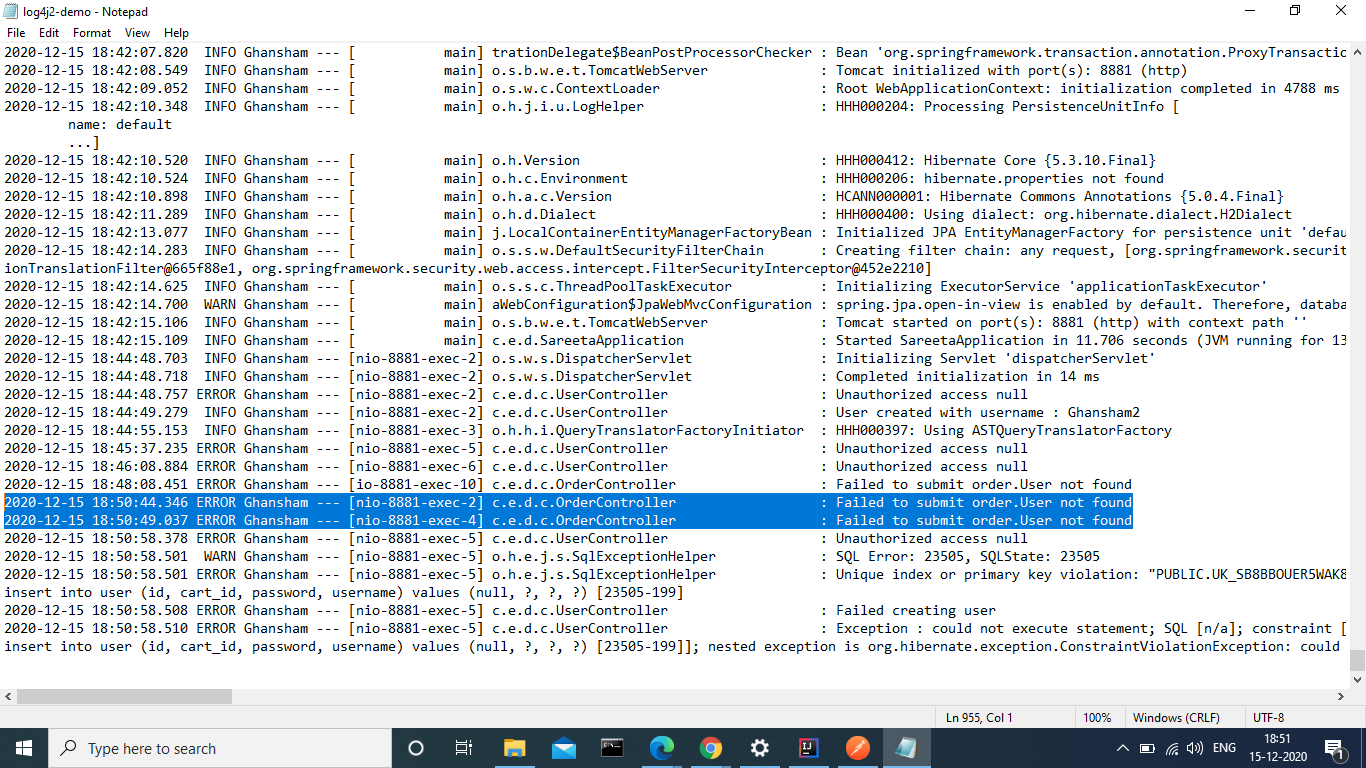 log4j2-demo - Notepad
File Edit Format View Help
2020-12-15 18:42:07.820  INFO Ghansham --- [           main] trationDelegate$BeanPostProcessorChecker : Bean 'org.springframework.transaction.annotation.ProxyTransactio
2020-12-15 18:42:08.549  INFO Ghansham --- [           main] o.s.b.w.e.t.TomcatWebServer              : Tomcat initialized with port(s): 8881 (http)
2020-12-15 18:42:09.052  INFO Ghansham --- [           main] o.s.w.c.ContextLoader                    : Root WebApplicationContext: initialization completed in 4788 ms
2020-12-15 18:42:10.348  INFO Ghansham --- [           main] o.h.j.i.u.LogHelper                      : HHH000204: Processing PersistenceUnitInfo [
        name: default
        ...]
2020-12-15 18:42:10.520  INFO Ghansham --- [           main] o.h.Version                              : HHH000412: Hibernate Core {5.3.10.Final}
2020-12-15 18:42:10.524  INFO Ghansham --- [           main] o.h.c.Environment                        : HHH000206: hibernate.properties not found
2020-12-15 18:42:10.898  INFO Ghansham --- [           main] o.h.a.c.Version                          : HCANN000001: Hibernate Commons Annotations {5.0.4.Final}
2020-12-15 18:42:11.289  INFO Ghansham --- [           main] o.h.d.Dialect                            : HHH000400: Using dialect: org.hibernate.dialect.H2Dialect
2020-12-15 18:42:13.077  INFO Ghansham --- [           main] j.LocalContainerEntityManagerFactoryBean : Initialized JPA EntityManagerFactory for persistence unit 'defau
2020-12-15 18:42:14.283  INFO Ghansham --- [           main] o.s.s.w.DefaultSecurityFilterChain       : Creating filter chain: any request, [org.springframework.securit
ionTranslationFilter@665f88e1, org.springframework.security.web.access.intercept.FilterSecurityInterceptor@452e2210]
2020-12-15 18:42:14.625  INFO Ghansham --- [           main] o.s.s.c.ThreadPoolTaskExecutor           : Initializing ExecutorService 'applicationTaskExecutor'
2020-12-15 18:42:14.700  WARN Ghansham --- [           main] aWebConfiguration$JpaWebMvcConfiguration : spring.jpa.open-in-view is enabled by default. Therefore, databa
2020-12-15 18:42:15.106  INFO Ghansham --- [           main] o.s.b.w.e.t.TomcatWebServer              : Tomcat started on port(s): 8881 (http) with context path ''
2020-12-15 18:42:15.109  INFO Ghansham --- [           main] c.e.d.SareetaApplication                 : Started SareetaApplication in 11.706 seconds (JVM running for 13
2020-12-15 18:44:48.703  INFO Ghansham --- [nio-8881-exec-2] o.s.w.s.DispatcherServlet                : Initializing Servlet 'dispatcherServlet'
2020-12-15 18:44:48.718  INFO Ghansham --- [nio-8881-exec-2] o.s.w.s.DispatcherServlet                : Completed initialization in 14 ms
2020-12-15 18:44:48.757 ERROR Ghansham --- [nio-8881-exec-2] c.e.d.c.UserController                   : Unauthorized access null
2020-12-15 18:44:49.279  INFO Ghansham --- [nio-8881-exec-2] c.e.d.c.UserController                   : User created with username : Ghansham2
2020-12-15 18:44:55.153  INFO Ghansham --- [nio-8881-exec-3] o.h.h.i.QueryTranslatorFactoryInitiator  : HHH000397: Using ASTQueryTranslatorFactory
2020-12-15 18:45:37.235 ERROR Ghansham --- [nio-8881-exec-5] c.e.d.c.UserController                   : Unauthorized access null
2020-12-15 18:46:08.884 ERROR Ghansham --- [nio-8881-exec-6] c.e.d.c.UserController                   : Unauthorized access null
2020-12-15 18:48:08.451 ERROR Ghansham --- [io-8881-exec-10] c.e.d.c.OrderController                  : Failed to submit order.User not found
2020-12-15 18:50:44.346 ERROR Ghansham --- [nio-8881-exec-2] c.e.d.c.OrderController                  : Failed to submit order.User not found
2020-12-15 18:50:49.037 ERROR Ghansham --- [nio-8881-exec-4] c.e.d.c.OrderController                  : Failed to submit order.User not found
2020-12-15 18:50:58.378 ERROR Ghansham --- [nio-8881-exec-5] c.e.d.c.UserController                   : Unauthorized access null
2020-12-15 18:50:58.501  WARN Ghansham --- [nio-8881-exec-5] o.h.e.j.s.SqlExceptionHelper             : SQL Error: 23505, SQLState: 23505
2020-12-15 18:50:58.501 ERROR Ghansham --- [nio-8881-exec-5] o.h.e.j.s.SqlExceptionHelper             : Unique index or primary key violation: "PUBLIC.UK_SB8BBOUER5WAK8
insert into user (id, cart_id, password, username) values (null, ?, ?, ?) [23505-199]
2020-12-15 18:50:58.508 ERROR Ghansham --- [nio-8881-exec-5] c.e.d.c.UserController                   : Failed creating user
2020-12-15 18:50:58.510 ERROR Ghansham --- [nio-8881-exec-5] c.e.d.c.UserController                   : Exception : could not execute statement; SQL [n/a]; constraint [
insert into user (id, cart_id, password, username) values (null, ?, ?, ?) [23505-199]]; nested exception is org.hibernate.exception.ConstraintViolationException: could
Ln 955, Col 1 100% Windows (CRLF) UTF-8
Type here to search
ENG
18:51
15-12-2020
1